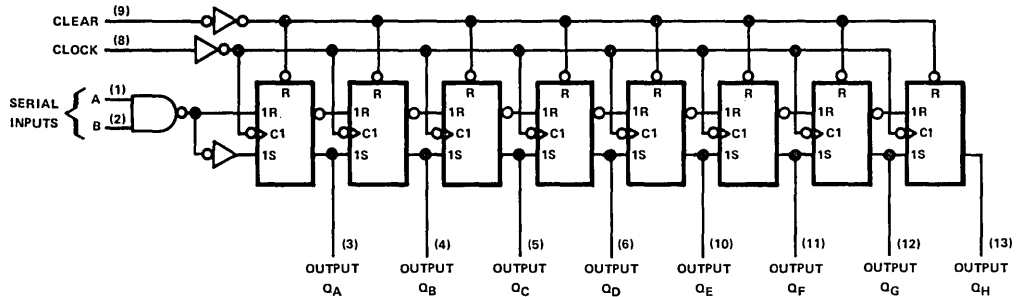 CLEAR (9)
CLOCK (8)
SERIAL INPUTS
A (1)
B (2)
R R R R R R R R
1R 1R 1R 1R 1R 1R 1R 1R
C1 C1 C1 C1 C1 C1 C1 C1
1S 1S 1S 1S 1S 1S 1S 1S
(3) (4) (5) (6) (10) (11) (12) (13)
OUTPUT OUTPUT OUTPUT OUTPUT OUTPUT OUTPUT OUTPUT OUTPUT
QA QB QC QD QE QF QG QH